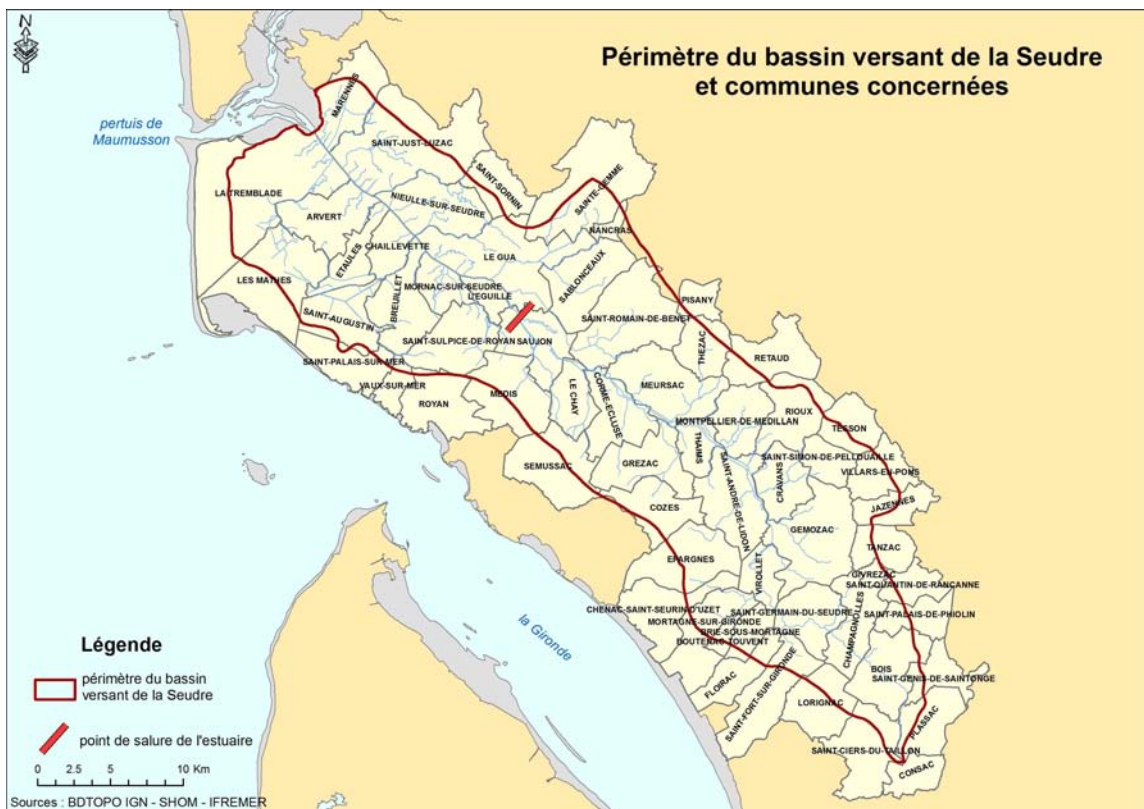 N
Périmètre du bassin versant de la Seudre
et communes concernées
pertuis de
Maumusson
MARENNES
SAINT-JUST-LUZAC
SAINT-SORNIN
SAINTE-GEMME
LA TREMBLADE
NIEULLE-SUR-SEUDRE
ARVERT
NANCRAS
CHAILLEVETTE
LE GUA
ETAULES
SABLONCEAUX
LES MATHES
MORNAC-SUR-SEUDRE
L'EGUILLE
BREUILLET
PISANY
SAINT-AUGUSTIN
SAINT-ROMAIN-DE-BENET
SAINT-SULPICE-DE-ROYAN
SAUJON
THEZAC
RETAUD
SAINT-PALAIS-SUR-MER
VAUX-SUR-MER
ROYAN
MEDIS
LE CHAY
CORME-ECLUSE
MEURSAC
RIOUX
MONTPELLIER-DE-MEDILLAN
TESSON
THAIMS
SAINT-SIMON-DE-PELLOUAILLE
SEMUSSAC
GREZAC
SAINT-ANDRE-DE-LIDON
CRAVANS
VILLARS-EN-PONS
COZES
JAZENNES
GEMOZAC
TANZAC
EPARGNES
VIROLLET
GIVREZAC
SAINT-QUANTIN-DE-RANCANNE
CHENAC-SAINT-SEURIN-D'UZET
SAINT-GERMAIN-DU-SEUDRE
SAINT-PALAIS-DE-PHIOLIN
MORTAGNE-SUR-GIRONDE
CHAMPAGNOLLES
BRIE-SOUS-MORTAGNE
BOUTENAC-TOUVENT
la Gironde
BOIS
SAINT-GENIS-DE-SAINTONGE
FLOIRAC
SAINT-FORT-SUR-GIRONDE
LORIGNAC
PLASSAC
SAINT-CIERS-DU-TAILLON
CONSAC
Légende
périmètre du bassin
versant de la Seudre
point de salure de l'estuaire
0 2.5 5 10 Km
Sources : BDTOPO IGN - SHOM - IFREMER